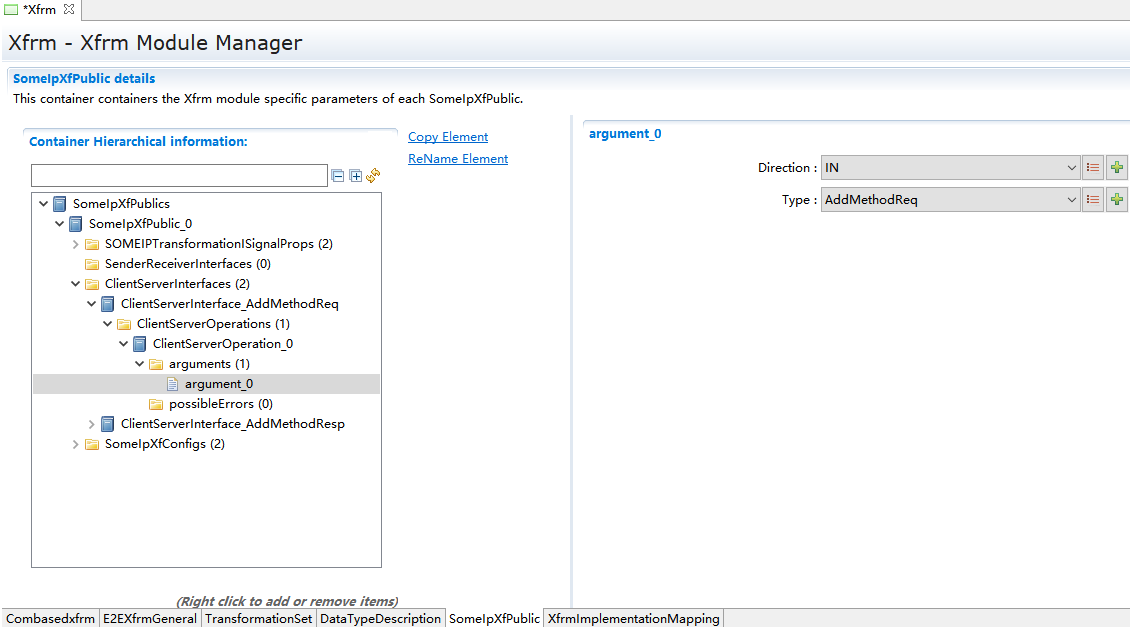 *Xfrm
Xfrm - Xfrm Module Manager
SomeIpXfPublic details
This container containers the Xfrm module specific parameters of each SomeIpXfPublic.
Container Hierarchical information:
Copy Element
ReName Element
SomeIpXfPublics
SomeIpXfPublic_0
SOMEIPTransformationISignalProps (2)
SenderReceiverInterfaces (0)
ClientServerInterfaces (2)
ClientServerInterface_AddMethodReq
ClientServerOperations (1)
ClientServerOperation_0
arguments (1)
argument_0
possibleErrors (0)
ClientServerInterface_AddMethodResp
SomeIpXfConfigs (2)
(Right click to add or remove items)
argument_0
Direction : IN
Type : AddMethodReq
Combasedxfrm E2EXfrmGeneral TransformationSet DataTypeDescription SomeIpXfPublic XfrmImplementationMapping